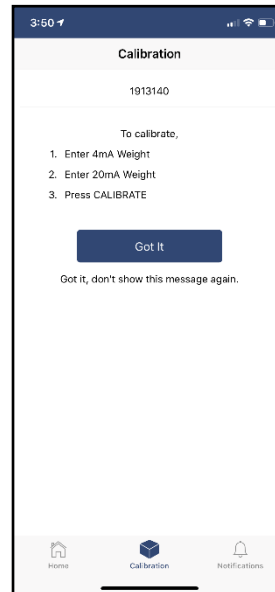 3:50
Calibration
1913140
To calibrate,
1. Enter 4mA Weight
2. Enter 20mA Weight
3. Press CALIBRATE
Got It
Got it, don't show this message again.
Home Calibration Notifications